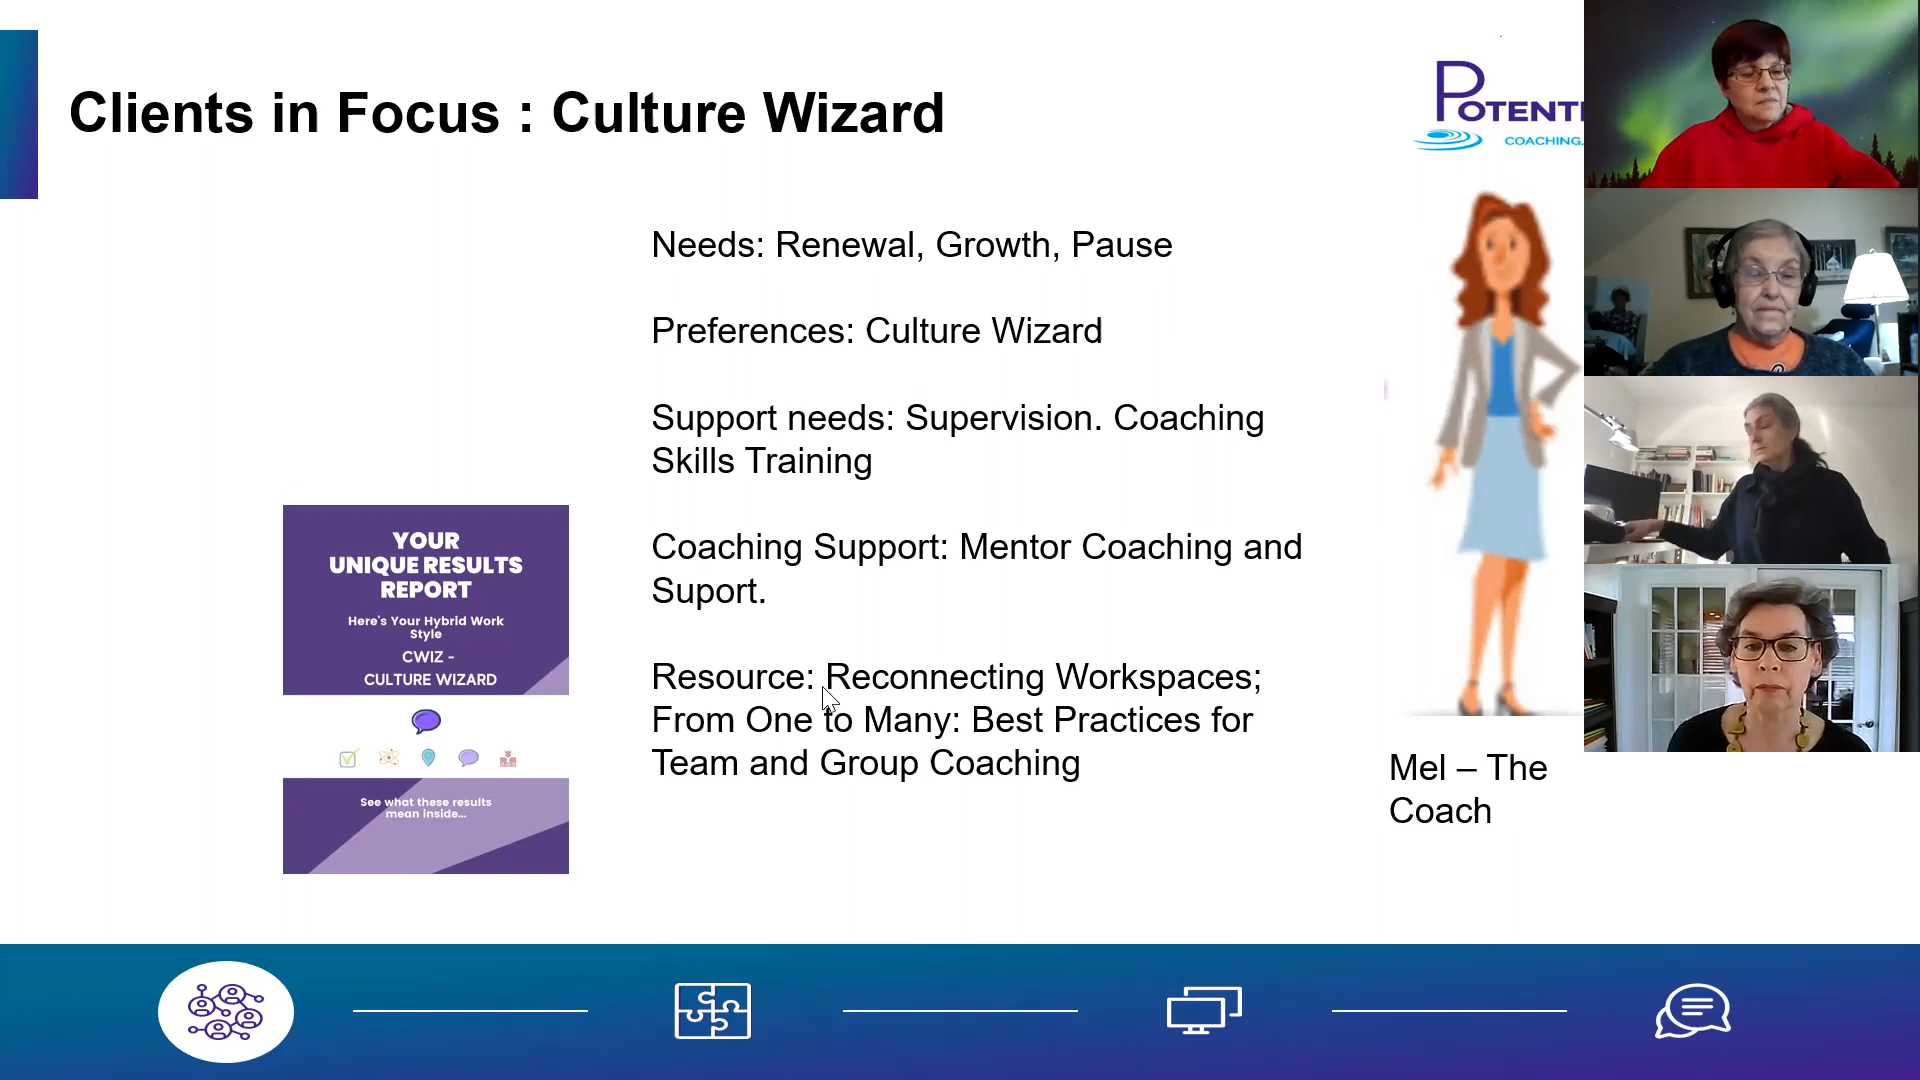 Clients in Focus : Culture Wizard
POTENTI
COACHING,
Needs: Renewal, Growth, Pause
Preferences: Culture Wizard
Support needs: Supervision. Coaching
Skills Training
Coaching Support: Mentor Coaching and
Suport.
Resource: Reconnecting Workspaces;
From One to Many: Best Practices for
Team and Group Coaching
YOUR
UNIQUE RESULTS
REPORT
Here's Your Hybrid Work
Style
CWIZ -
CULTURE WIZARD
See what these results
mean inside...
Mel – The
Coach